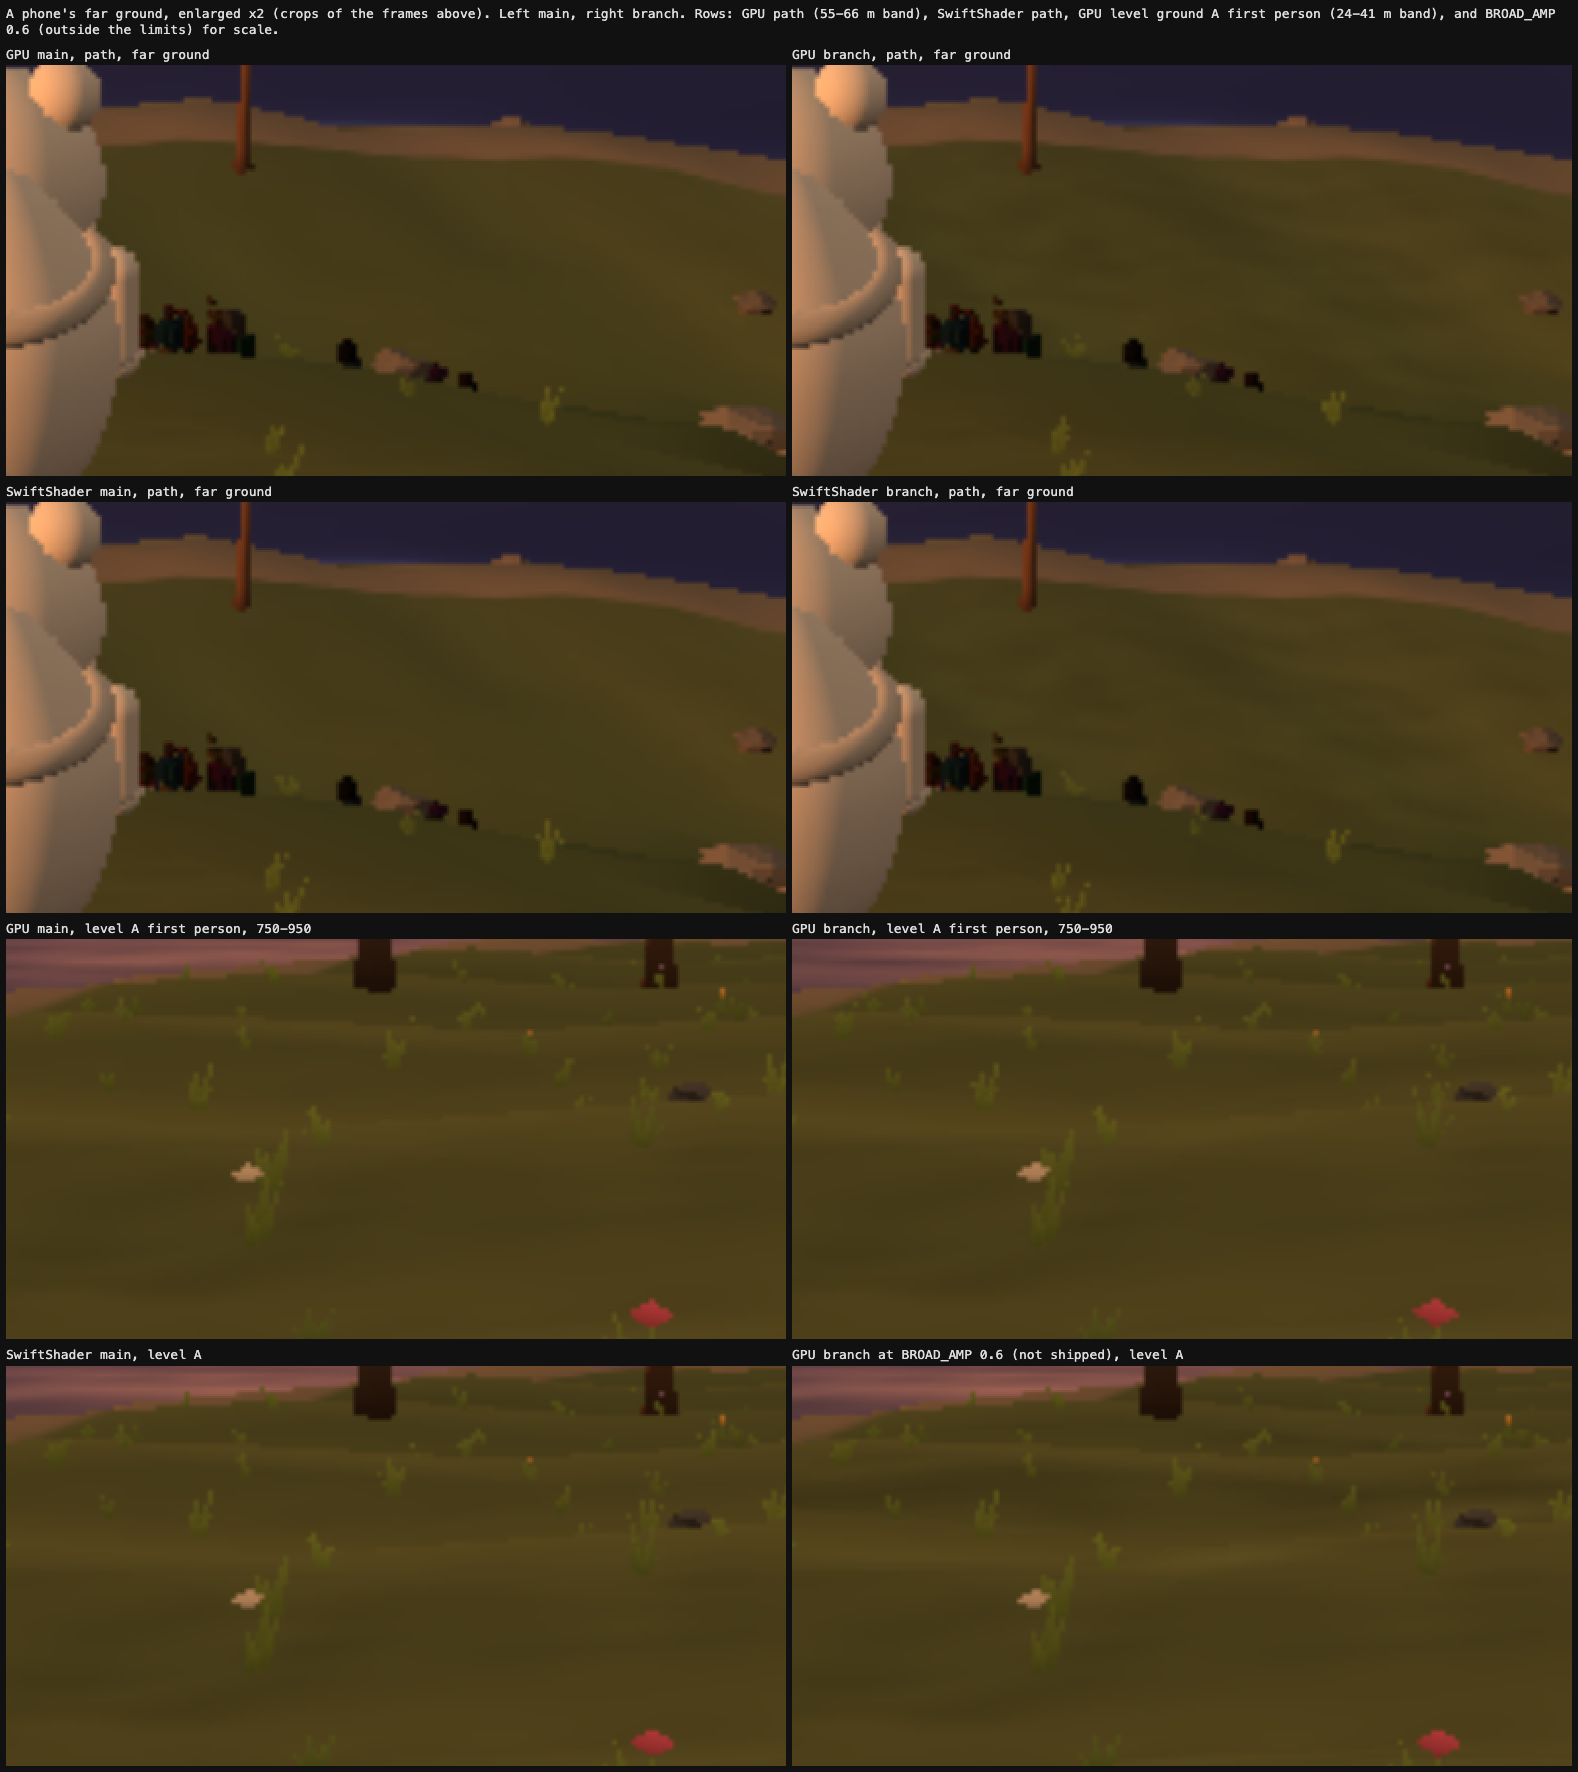 A phone's far ground, enlarged x2 (crops of the frames above). Left main, right branch. Rows: GPU path (55–66 m band), SwiftShader path, GPU level ground A first person (24–41 m band), and BROAD_AMP
0.6 (outside the limits) for scale.
GPU main, path, far ground
GPU branch, path, far ground
SwiftShader main, path, far ground
SwiftShader branch, path, far ground
GPU main, level A first person, 750-950
GPU branch, level A first person, 750-950
SwiftShader main, level A
GPU branch at BROAD_AMP 0.6 (not shipped), level A